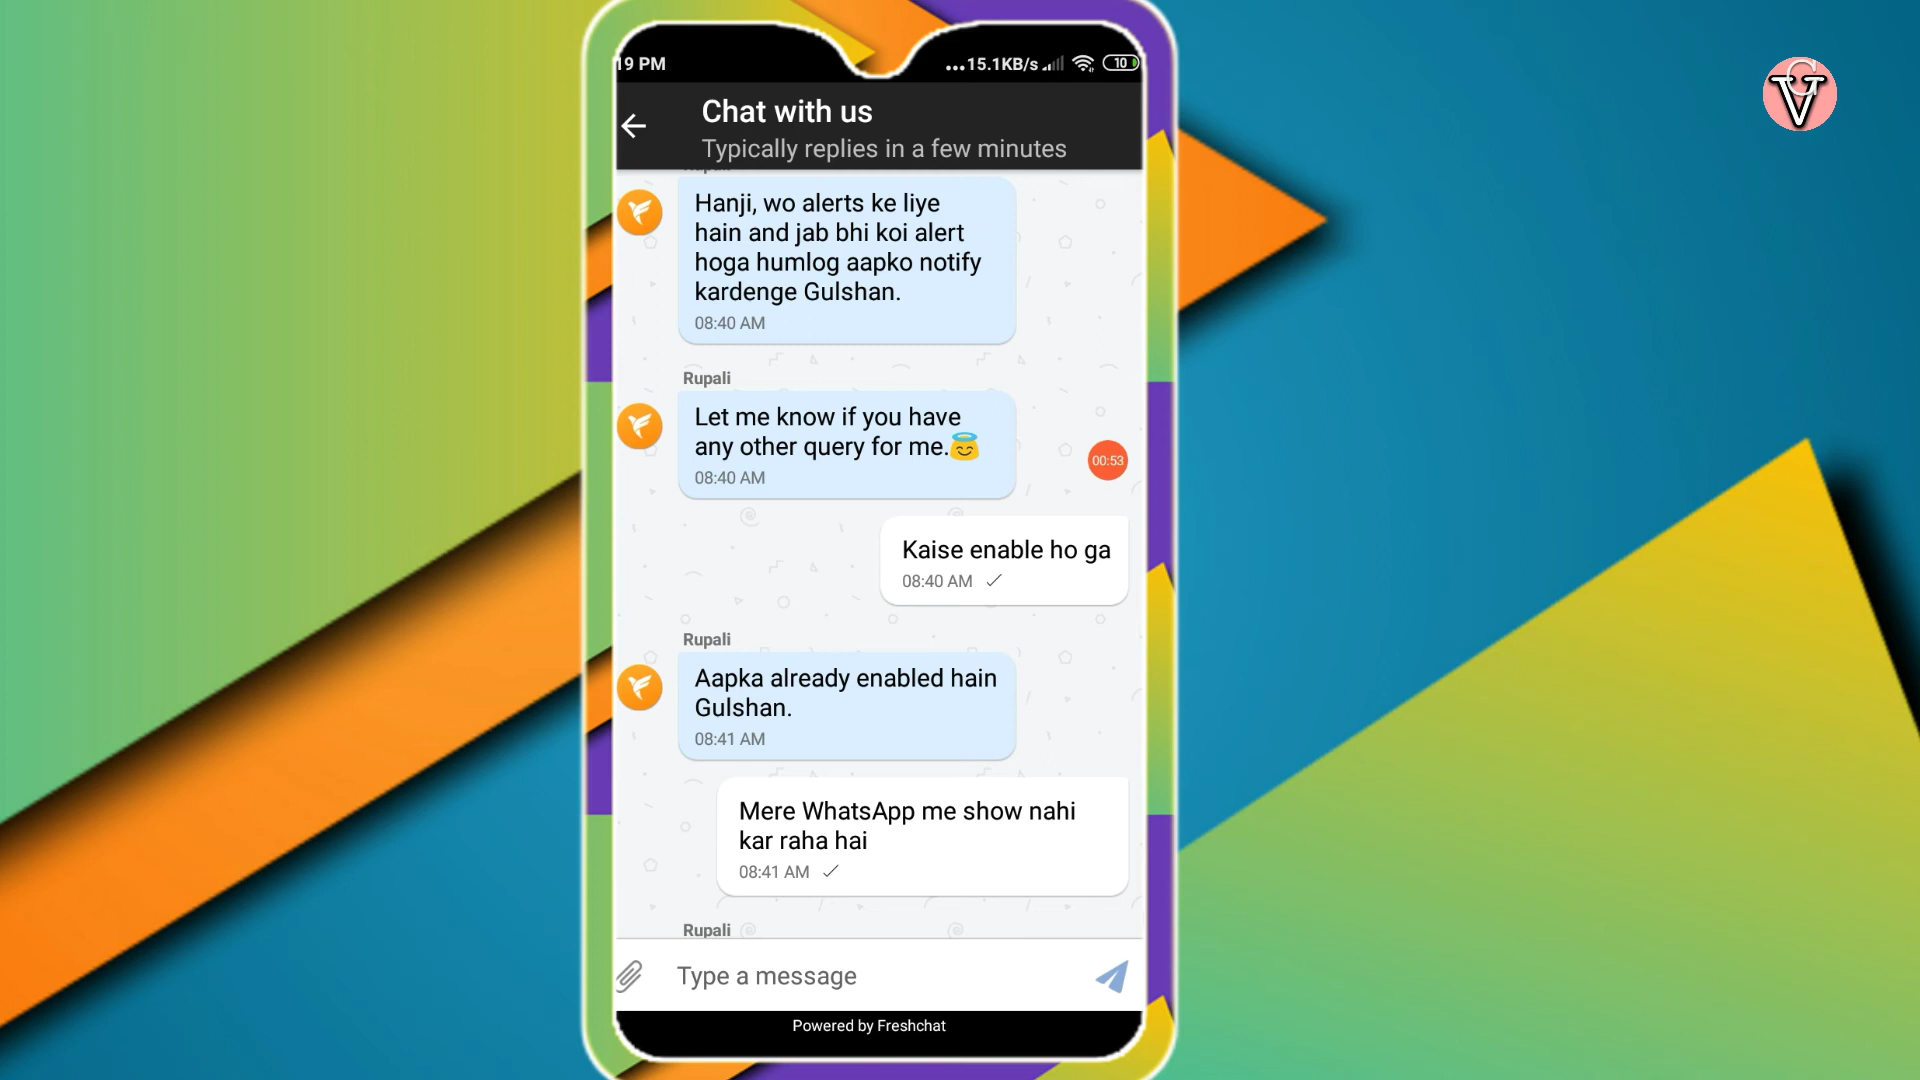 19 PM
...15.1KB/s
10
Chat with us
Typically replies in a few minutes
Hanji, wo alerts ke liye
hain and jab bhi koi alert
hoga humlog aapko notify
kardenge Gulshan.
08:40 AM
Rupali
Let me know if you have
any other query for me.😇
08:40 AM
00:53
Kaise enable ho ga
08:40 AM ✓
Rupali
Aapka already enabled hain
Gulshan.
08:41 AM
Mere WhatsApp me show nahi
kar raha hai
08:41 AM ✓
Rupali
Type a message
Powered by Freshchat
VG